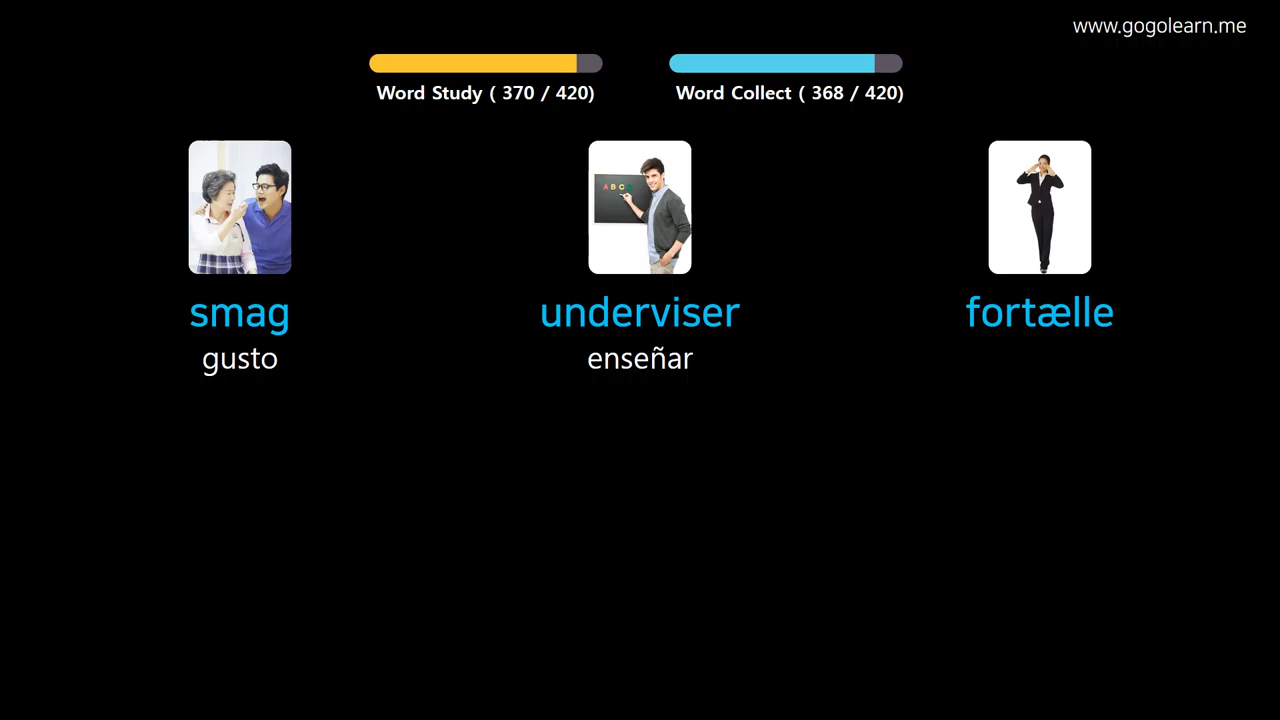 www.gogolearn.me
Word Study ( 370 / 420)
Word Collect ( 368 / 420)
A B C
smag
underviser
fortælle
gusto
enseñar